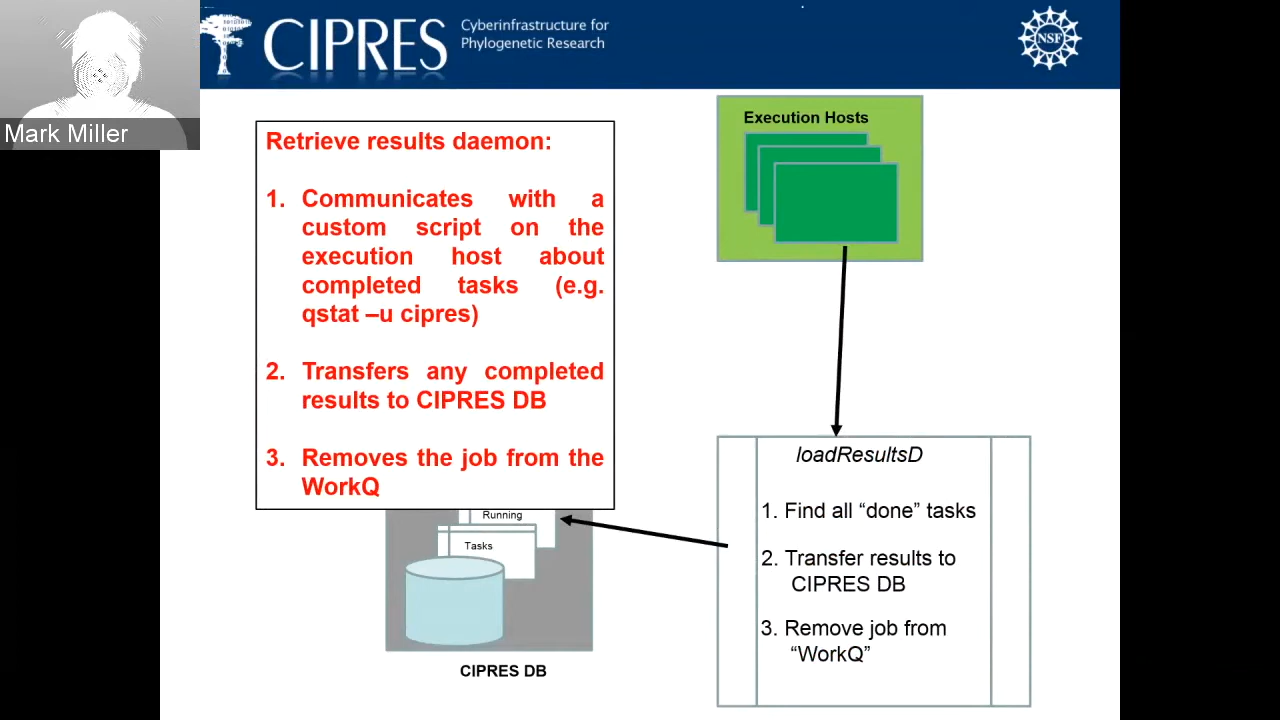 Mark Miller
CIPRES
Cyberinfrastructure for
Phylogenetic Research
NSF
Retrieve results daemon:
1. Communicates with a
custom script on the
execution host about
completed tasks (e.g.
qstat –u cipres)
2. Transfers any completed
results to CIPRES DB
3. Removes the job from the
WorkQ
Execution Hosts
loadResultsD
1. Find all “done” tasks
2. Transfer results to
CIPRES DB
3. Remove job from
“WorkQ”
Running
Tasks
CIPRES DB